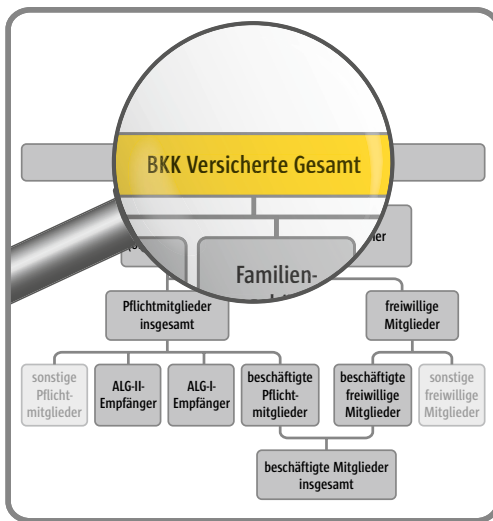 BKK Versicherte Gesamt
Familien-
Pflichtmitglieder
insgesamt
freiwillige
Mitglieder
sonstige
Pflicht-
mitglieder
ALG-II-
Empfänger
ALG-I-
Empfänger
beschäftigte
Pflicht-
mitglieder
beschäftigte
freiwillige
Mitglieder
sonstige
freiwillige
Mitglieder
beschäftigte Mitglieder
insgesamt